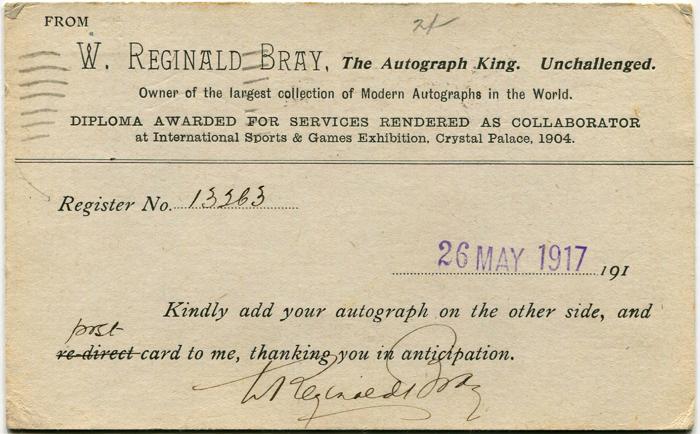 FROM
W. REGINALD BRAY, The Autograph King. Unchallenged.
Owner of the largest collection of Modern Autographs in the World.
DIPLOMA AWARDED FOR SERVICES RENDERED AS COLLABORATOR
at International Sports & Games Exhibition, Crystal Palace, 1904.
Register No. 13263
26 MAY 1917 191
Kindly add your autograph on the other side, and
post
re-direct card to me, thanking you in anticipation.
W Reginald Bray